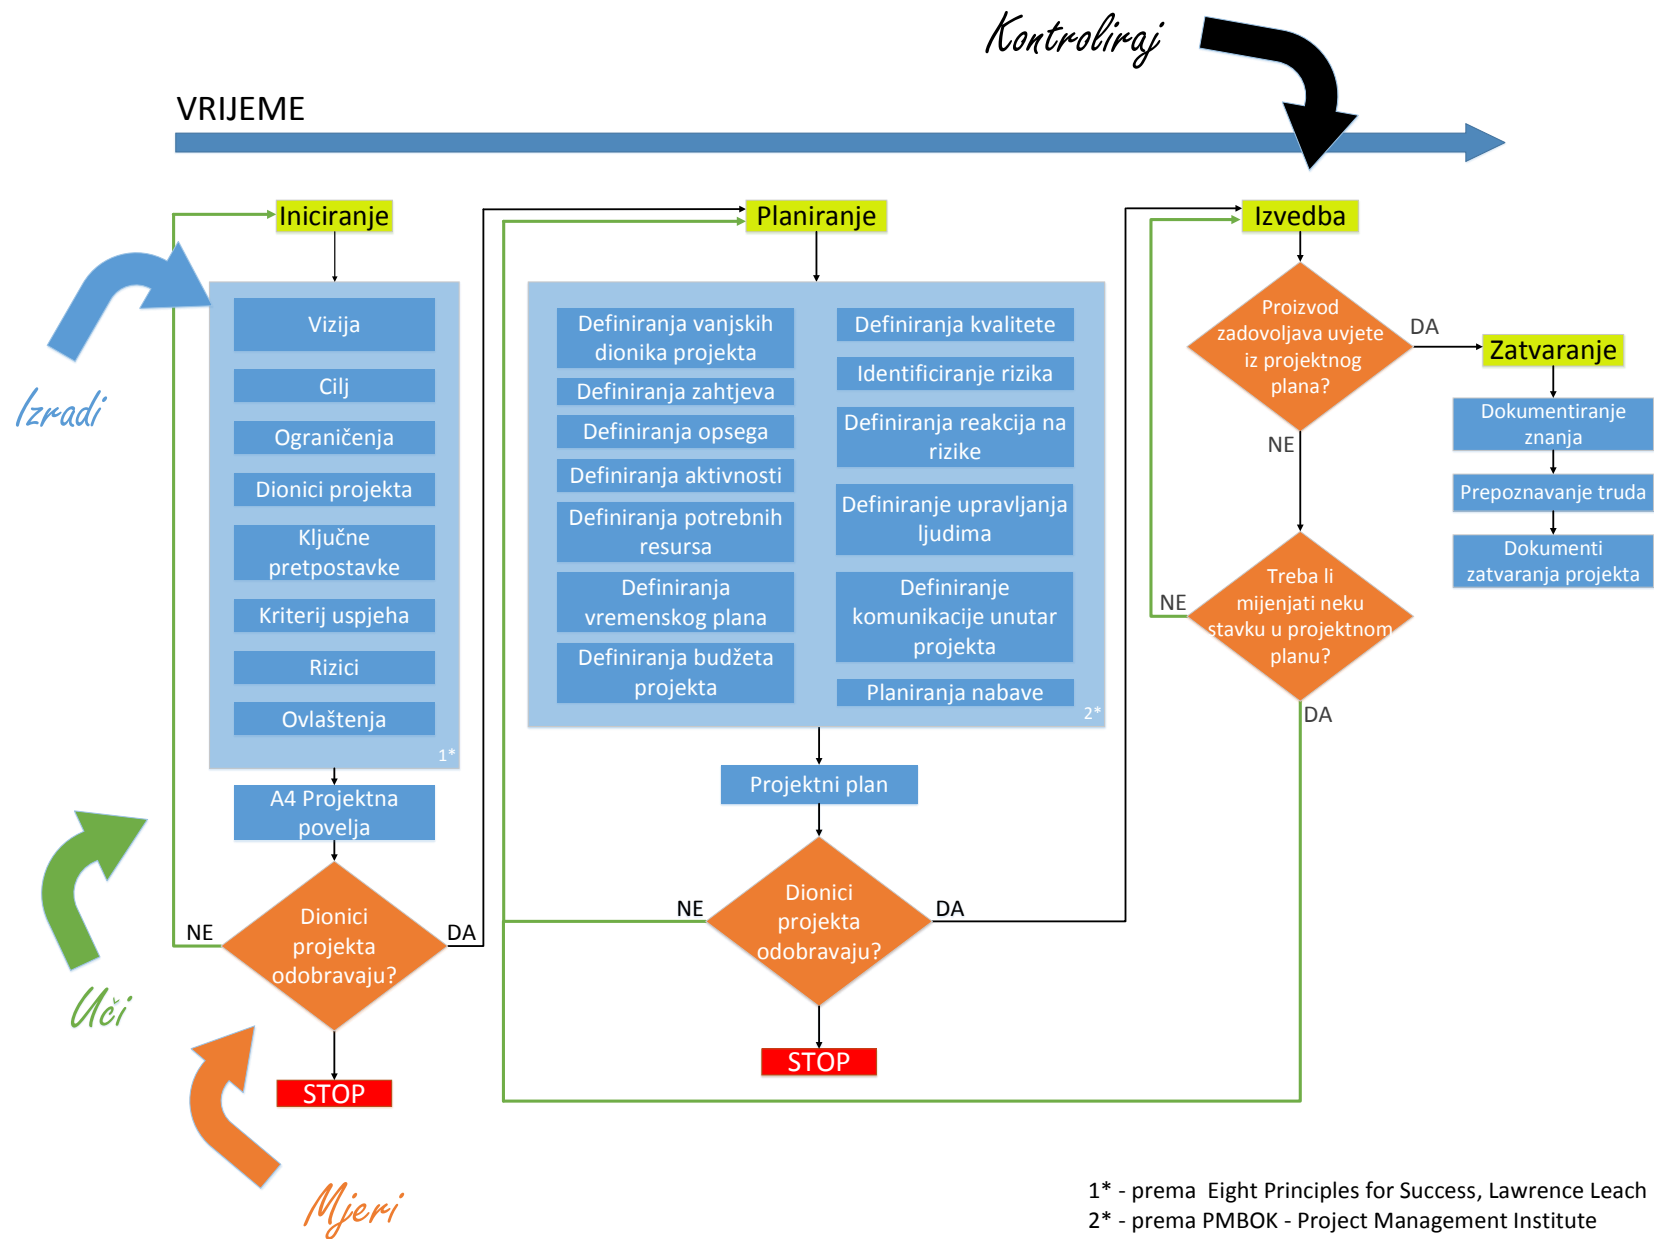 Kontroliraj
VRIJEME
Iniciranje
Planiranje
Izvedba
Izradi
Vizija
Cilj
Ograničenja
Dionici projekta
Ključne
pretpostavke
Kriterij uspjeha
Rizici
Ovlaštenja
1*
A4 Projektna
povelja
Dionici
projekta
odobravaju?
NE
DA
STOP
Uči
Mjeri
Definiranja vanjskih
dionika projekta
Definiranja zahtjeva
Definiranja opsega
Definiranja aktivnosti
Definiranja potrebnih
resursa
Definiranja
vremenskog plana
Definiranja budžeta
projekta
Definiranja kvalitete
Identificiranje rizika
Definiranja reakcija na
rizike
Definiranje upravljanja
ljudima
Definiranje
komunikacije unutar
projekta
Planiranja nabave
2*
Projektni plan
Dionici
projekta
odobravaju?
NE
DA
STOP
Proizvod
zadovoljava uvjete
iz projektnog
plana?
DA
NE
Treba li
mijenjati neku
stavku u projektnom
planu?
NE
DA
Zatvaranje
Dokumentiranje
znanja
Prepoznavanje truda
Dokumenti
zatvaranja projekta
1* - prema  Eight Principles for Success, Lawrence Leach
2* - prema PMBOK - Project Management Institute